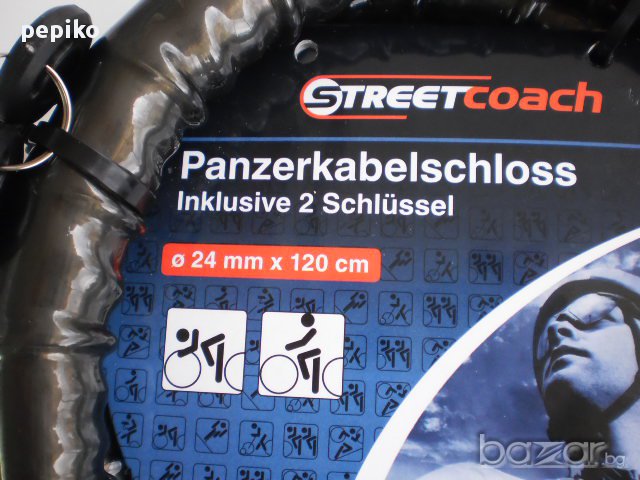 pepiko
STREETCOACH
Panzerkabelschloss
Inklusive 2 Schlüssel
ø 24 mm x 120 cm
bazar.bg